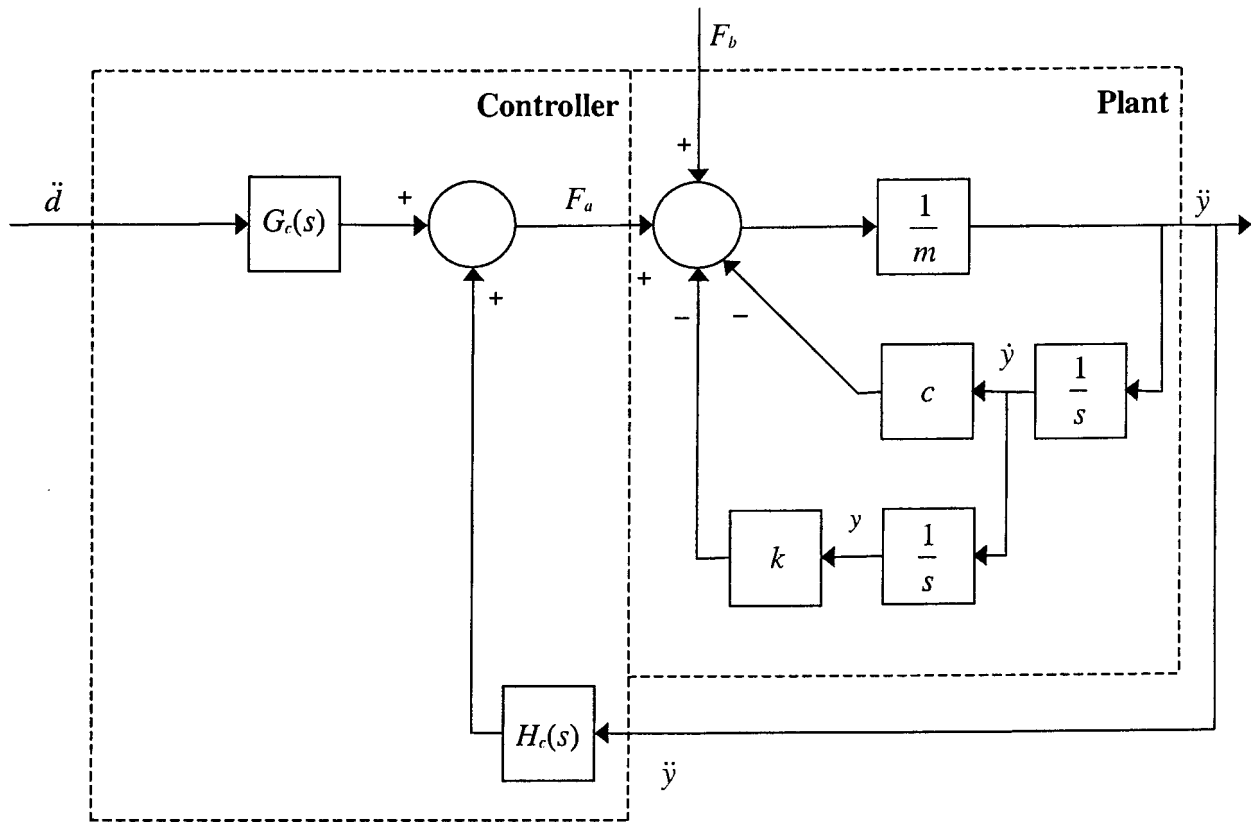 F_b
Controller
Plant
d̈
G_c(s)
+
F_a
+
+
1/m
ÿ
+
−
−
c
ẏ
1/s
+
k
y
1/s
H_c(s)
ÿ